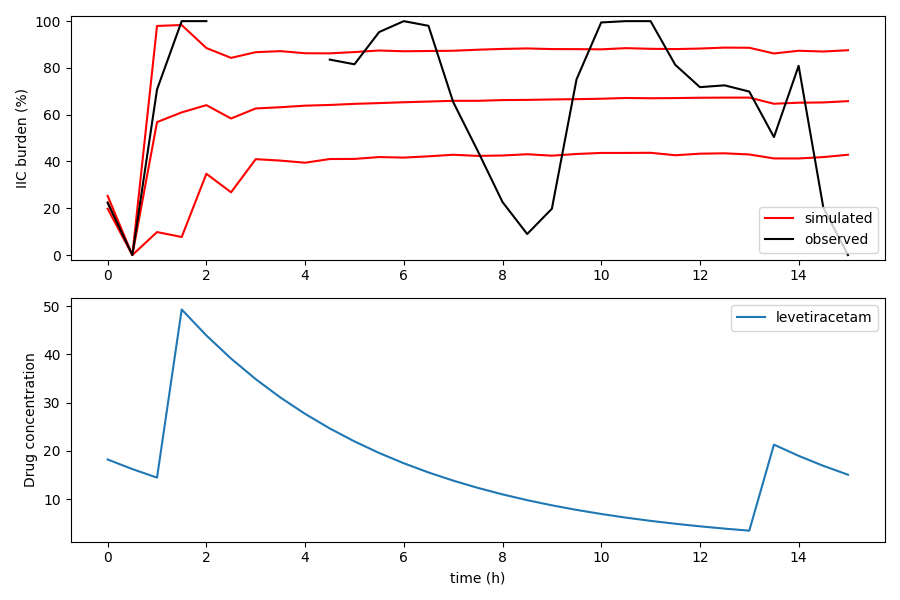 IIC burden (%)
100
80
60
40
20
0
simulated
observed
0 2 4 6 8 10 12 14
Drug concentration
50
40
30
20
10
levetiracetam
0 2 4 6 8 10 12 14
time (h)